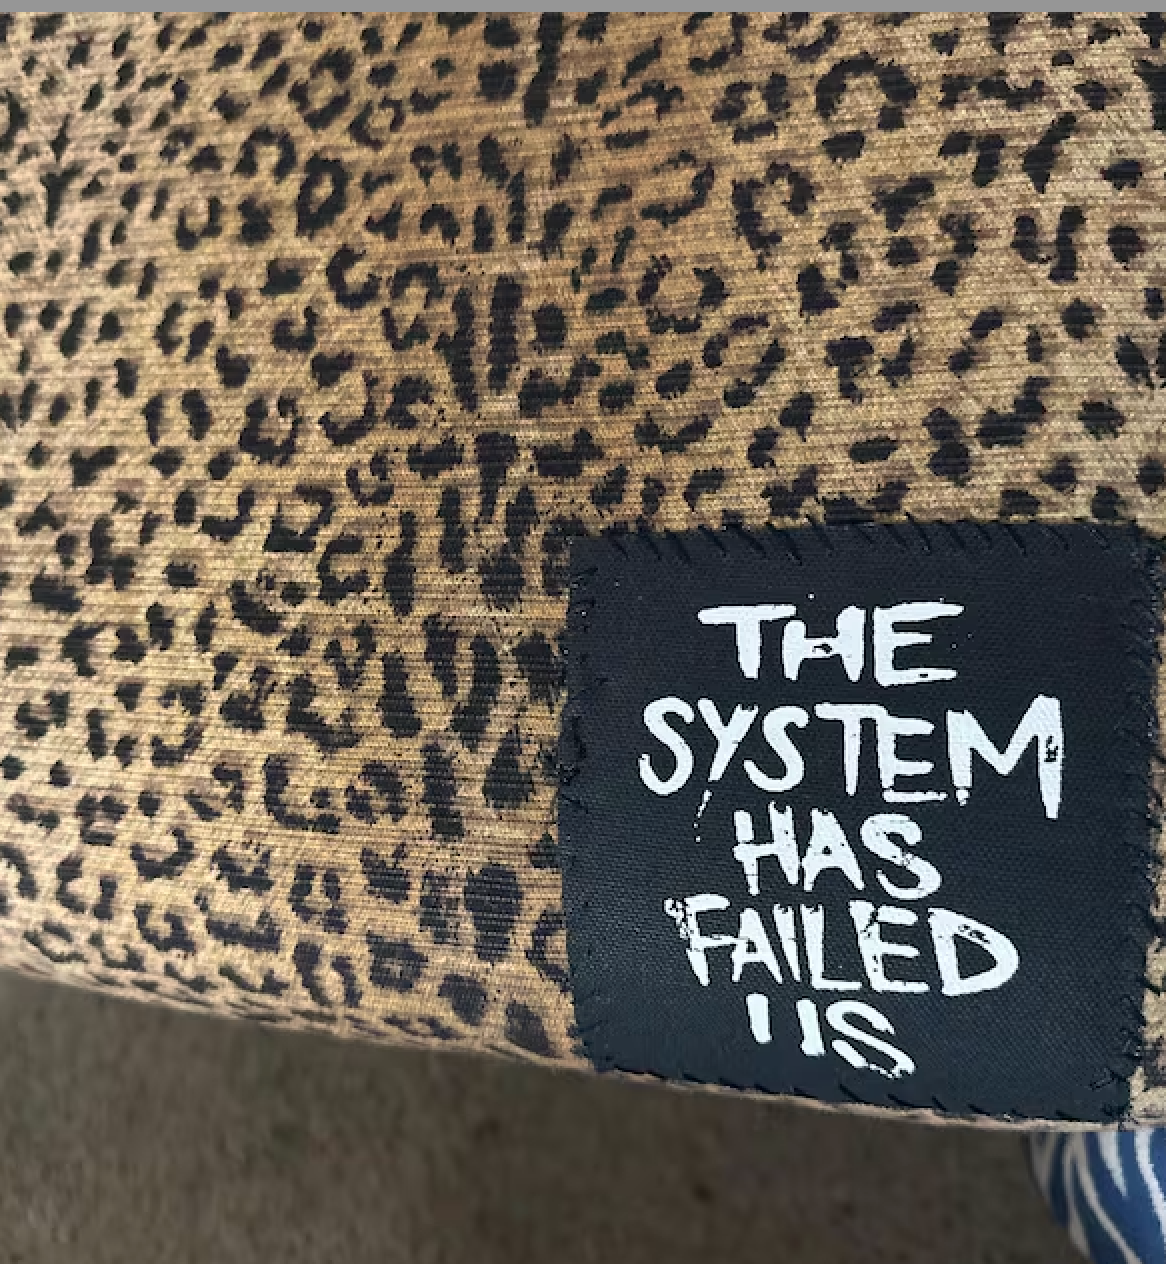 THE
SYSTEM
HAS
FAILED
US